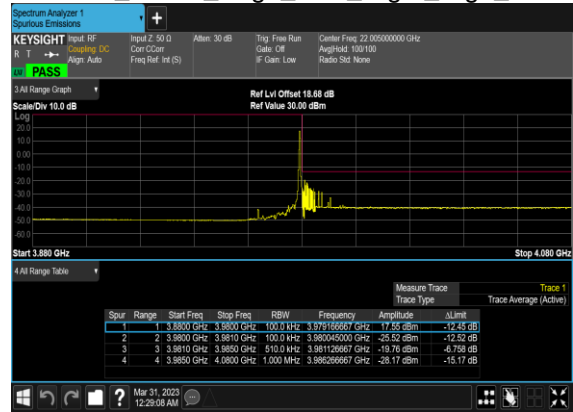 Spectrum Analyzer 1
Spurious Emissions
+
KEYSIGHT Input: RF Input Z: 50 Ω Atten: 30 dB Trig: Free Run Center Freq: 22.005000000 GHz
R T Coupling: DC Corr CCorr Gate: Off Avg|Hold: 100/100
Align: Auto Freq Ref: Int (S) IF Gain: Low Radio Std: None
PASS
3 All Range Graph
Ref Lvl Offset 18.68 dB
Scale/Div 10.0 dB Ref Value 30.00 dBm
Log
20.0
10.0
0.00
-10.0
-20.0
-30.0
-40.0
-50.0
-60.0
Start 3.880 GHz Stop 4.080 GHz
4 All Range Table
Measure Trace Trace 1
Trace Type Trace Average (Active)
Spur Range Start Freq Stop Freq RBW Frequency Amplitude ΔLimit
1 1 3.8800 GHz 3.9800 GHz 100.0 kHz 3.979166667 GHz 17.55 dBm -12.45 dB
2 2 3.9800 GHz 3.9810 GHz 100.0 kHz 3.980045000 GHz -25.52 dBm -12.52 dB
3 3 3.9810 GHz 3.9850 GHz 510.0 kHz 3.981126667 GHz -19.76 dBm -6.758 dB
4 4 3.9850 GHz 4.0800 GHz 1.000 MHz 3.986266667 GHz -28.17 dBm -15.17 dB
?
Mar 31, 2023
12:29:08 AM